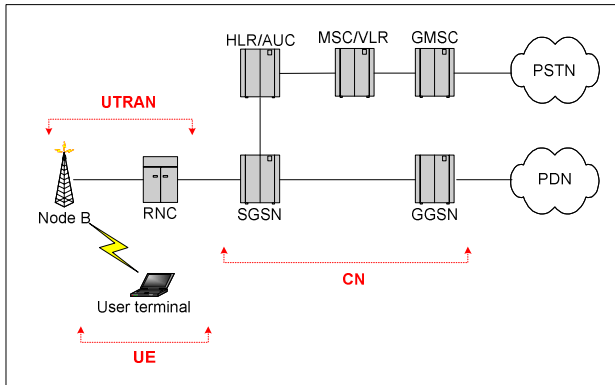 HLR/AUC
MSC/VLR
GMSC
PSTN
UTRAN
Node B
RNC
SGSN
GGSN
PDN
CN
User terminal
UE